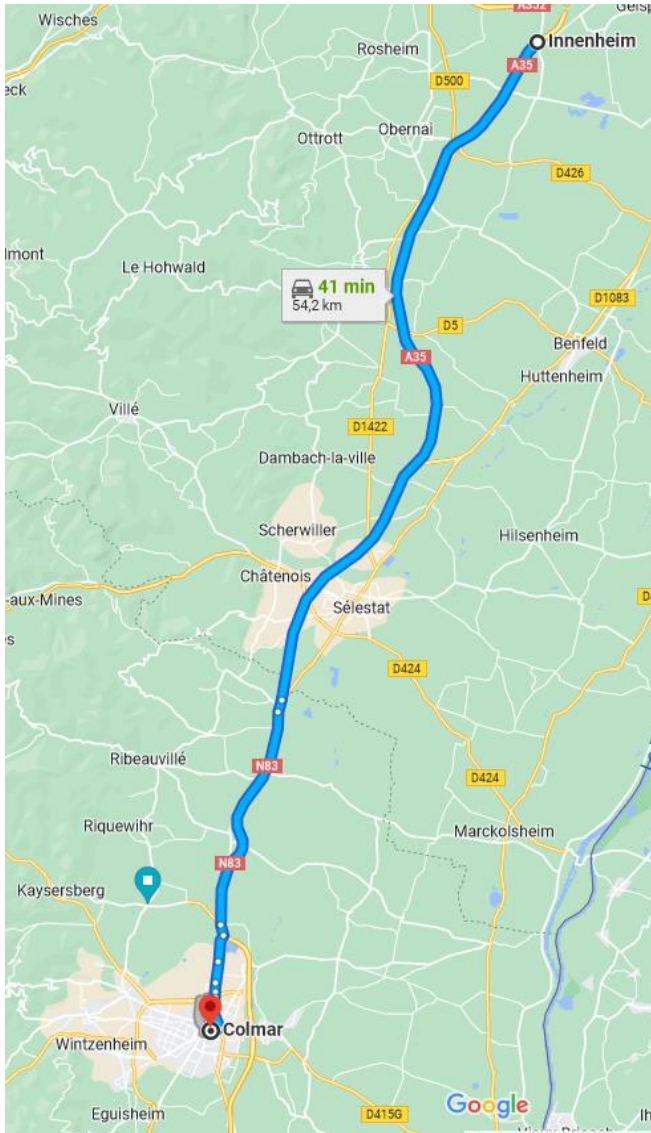 Wisches
A352
Innenheim
Rosheim
A35
D500
Ottrott
Obernai
D426
Le Hohwald
41 min
54,2 km
D1083
D5
Benfeld
A35
Huttenheim
Villé
D1422
Dambach-la-ville
Scherwiller
Hilsenheim
Châtenois
-aux-Mines
Sélestat
D424
Ribeauvillé
N83
D424
Riquewihr
Marckolsheim
N83
Kaysersberg
Colmar
Wintzenheim
Google
Eguisheim
D415G